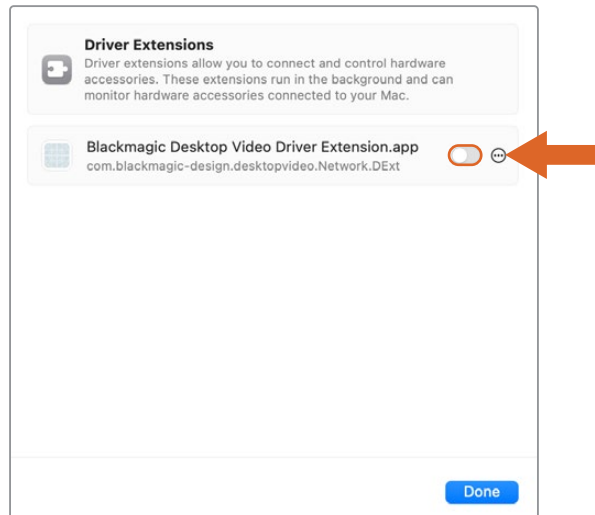 Driver Extensions
Driver extensions allow you to connect and control hardware
accessories. These extensions run in the background and can
monitor hardware accessories connected to your Mac.
Blackmagic Desktop Video Driver Extension.app
com.blackmagic-design.desktopvideo.Network.DExt
Done